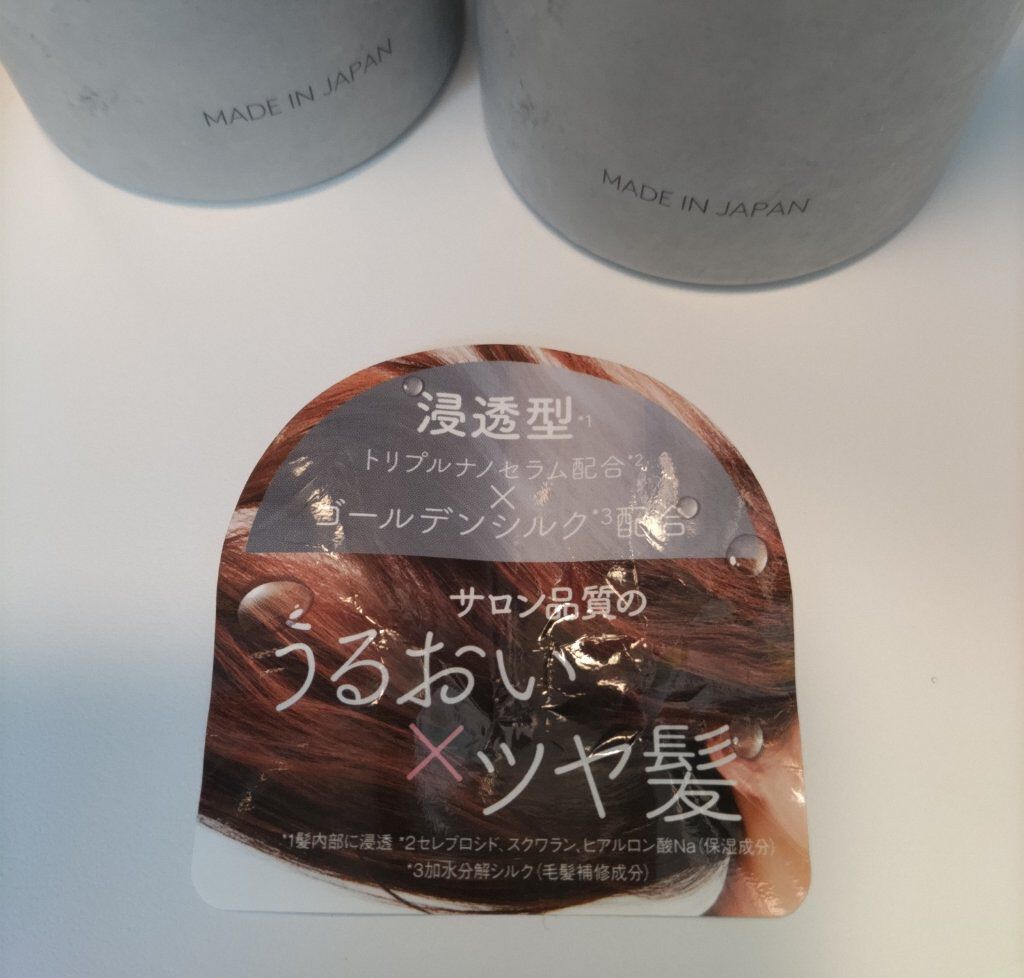 MADE IN JAPAN
MADE IN JAPAN
浸透型*1
トリプルナノセラム配合*2
×
ゴールデンシルク*3配合
サロン品質の
うるおい
×ツヤ髪
*1髪内部に浸透 *2セレブロシド、スクワラン、ヒアルロン酸Na(保湿成分)
*3加水分解シルク(毛髪補修成分)